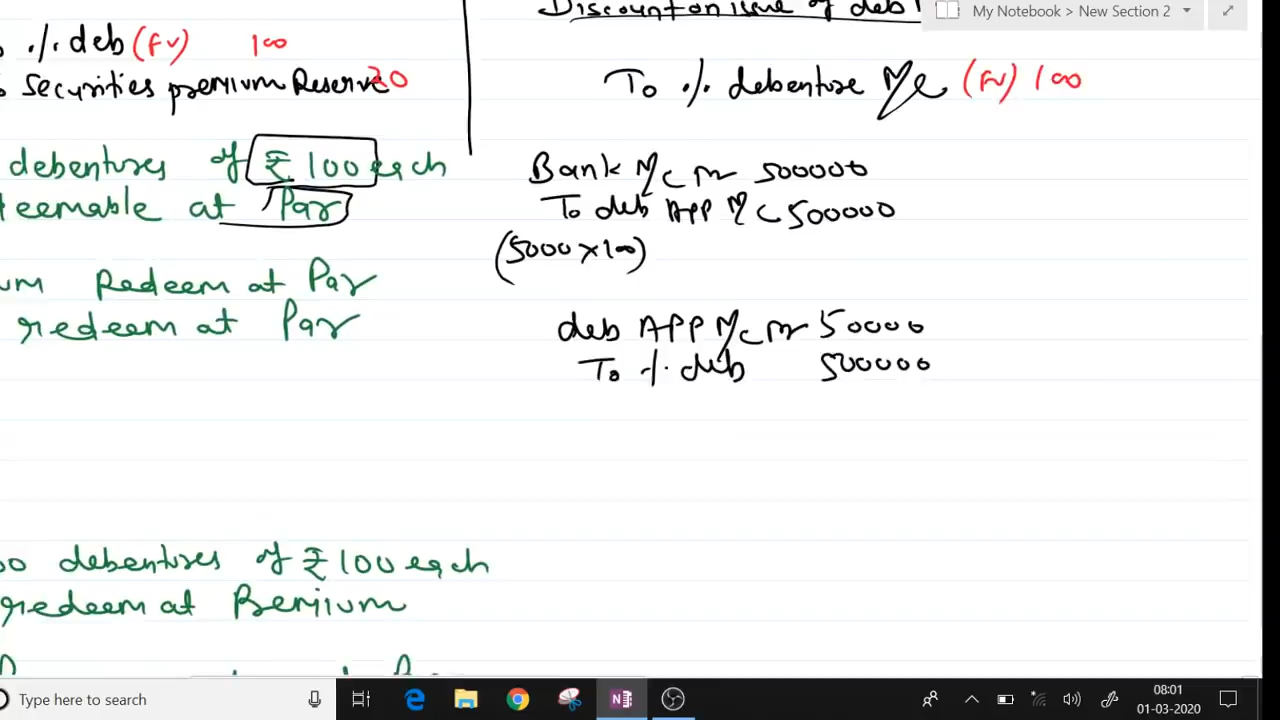 Discount on issue of deb
My Notebook > New Section 2
./. deb (FV) 100
Securities premium Reserve 20
To ./. debenture A/c (FV) 100
debentures of ₹ 100 each
eemable at Par
um Redeem at Par
redeem at Par
Bank A/c Dr 500000
To deb APP A/c 500000
(5000 x 100)
deb APP A/c Dr 50000
To ./. deb 500000
00 debentures of ₹ 100 each
redeem at Permium
Type here to search
08:01
01-03-2020